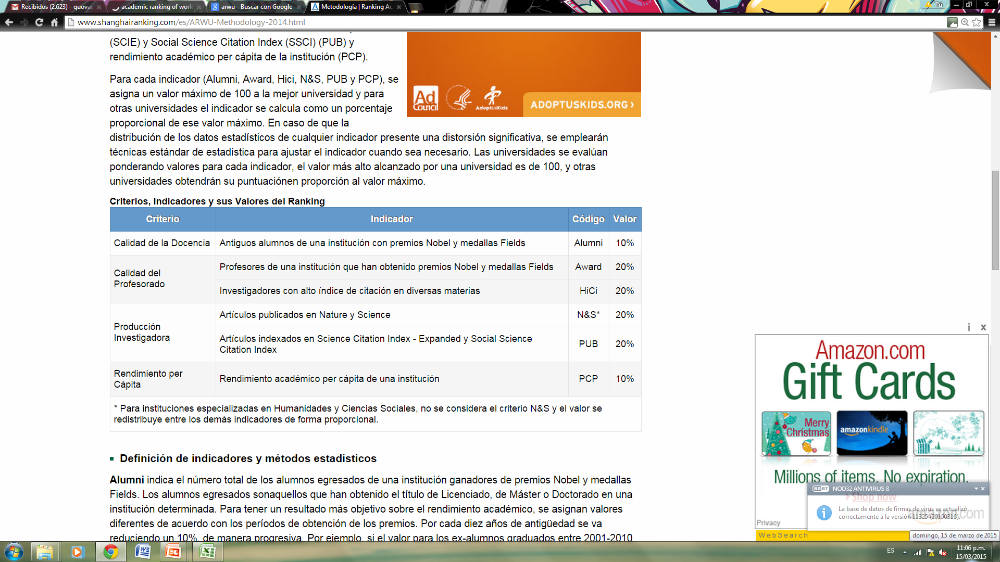 Recibidos (2.623) - quova
academic ranking of worl
arwu - Buscar con Google
Metodología | Ranking Ac
Tú
www.shanghairanking.com/es/ARWU-Methodology-2014.html
(SCIE) y Social Science Citation Index (SSCI) (PUB) y
rendimiento académico per cápita de la institución (PCP).
Para cada indicador (Alumni, Award, Hici, N&S, PUB y PCP), se
asigna un valor máximo de 100 a la mejor universidad y para
otras universidades el indicador se calcula como un porcentaje
proporcional de ese valor máximo. En caso de que la
distribución de los datos estadísticos de cualquier indicador presente una distorsión significativa, se emplearán
técnicas estándar de estadística para ajustar el indicador cuando sea necesario. Las universidades se evalúan
ponderando valores para cada indicador, el valor más alto alcanzado por una universidad es de 100, y otras
universidades obtendrán su puntuaciónen proporción al valor máximo.
Ad Council
AdoptUsKids
ADOPTUSKIDS.ORG ›
Criterios, Indicadores y sus Valores del Ranking
Criterio Indicador Código Valor
Calidad de la Docencia Antiguos alumnos de una institución con premios Nobel y medallas Fields Alumni 10%
Calidad del
Profesorado
Profesores de una institución que han obtenido premios Nobel y medallas Fields Award 20%
Investigadores con alto índice de citación en diversas materias HiCi 20%
Producción
Investigadora
Artículos publicados en Nature y Science N&S* 20%
Artículos indexados en Science Citation Index - Expanded y Social Science
Citation Index
PUB 20%
Rendimiento per
Cápita
Rendimiento académico per cápita de una institución PCP 10%
* Para instituciones especializadas en Humanidades y Ciencias Sociales, no se considera el criterio N&S y el valor se
redistribuye entre los demás indicadores de forma proporcional.
Definición de indicadores y métodos estadísticos
Alumni indica el número total de los alumnos egresados de una institución ganadores de premios Nobel y medallas
Fields. Los alumnos egresados sonaquellos que han obtenido el título de Licenciado, de Máster o Doctorado en una
institución determinada. Para tener un resultado más objetivo sobre el rendimiento académico, se asignan valores
diferentes de acuerdo con los períodos de obtención de los premios. Por cada diez años de antigüedad se va
reduciendo un 10%, de manera progresiva. Por ejemplo, si el valor para los ex-alumnos graduados entre 2001-2010
i x
Amazon.com
Gift Cards
Merry
Christmas
amazonkindle
Millions of items. No expiration.
Shop now
amazon.com
Privacy
WebSearch
eset NOD32 ANTIVIRUS 8
La base de datos de firmas de virus se actualizó
correctamente a la versión 11325 (20150316).
domingo, 15 de marzo de 2015
ES
11:06 p.m.
15/03/2015